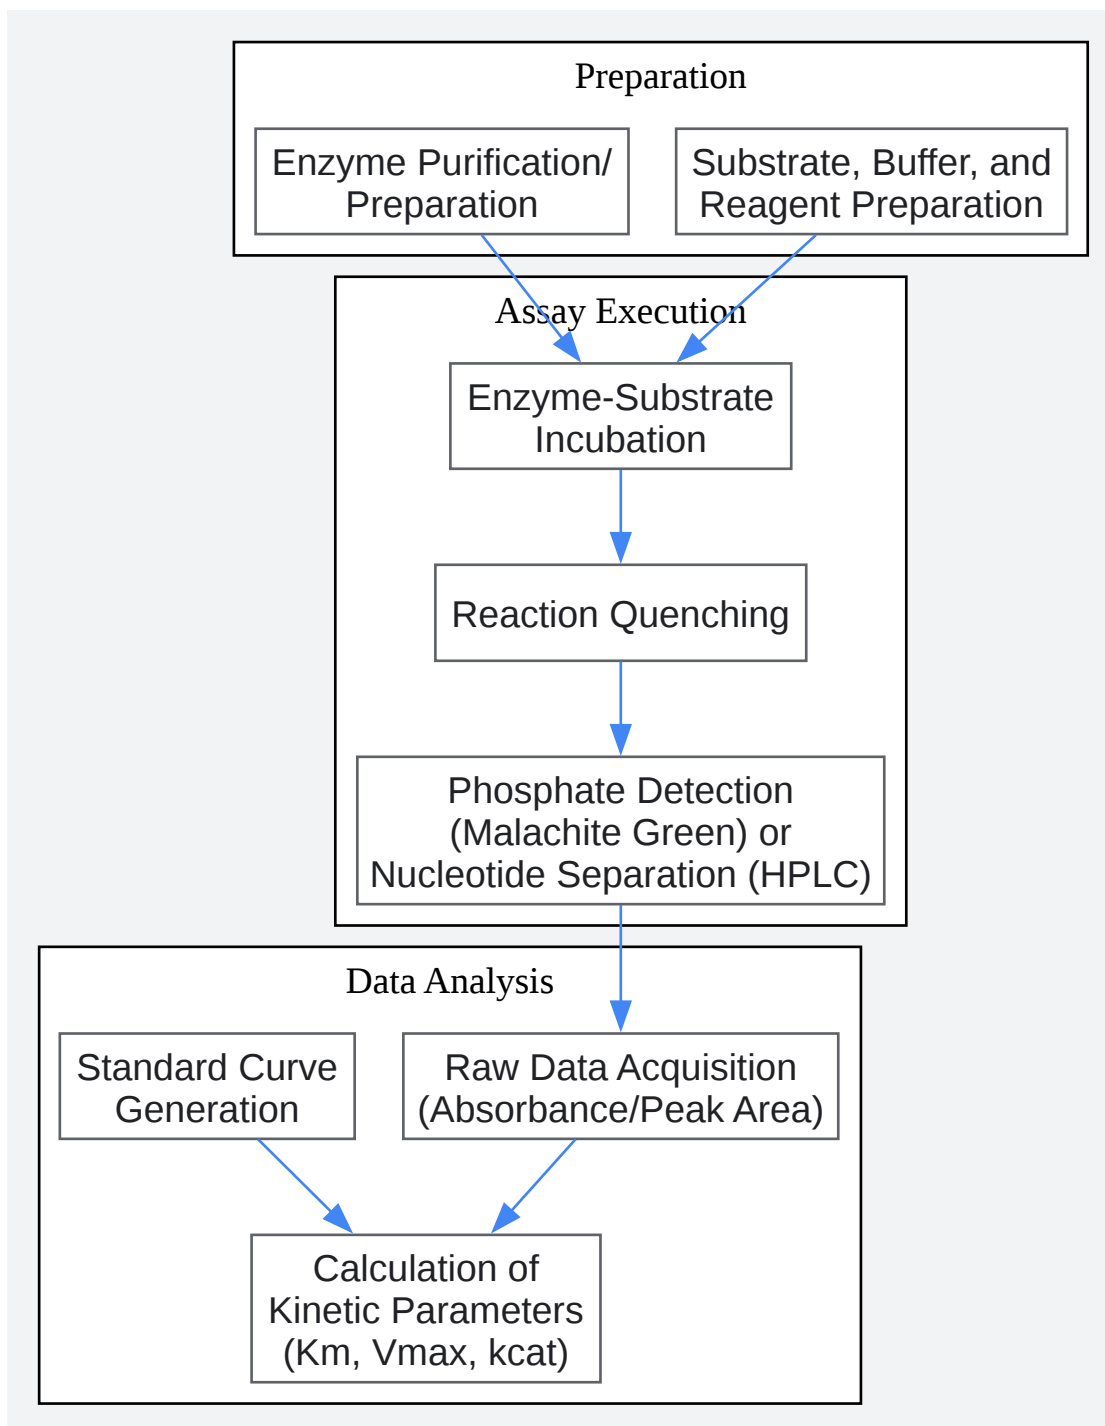 Preparation
Enzyme Purification/
Preparation
Substrate, Buffer, and
Reagent Preparation
Assay Execution
Enzyme-Substrate
Incubation
Reaction Quenching
Phosphate Detection
(Malachite Green) or
Nucleotide Separation (HPLC)
Data Analysis
Standard Curve
Generation
Raw Data Acquisition
(Absorbance/Peak Area)
Calculation of
Kinetic Parameters
(Km, Vmax, kcat)